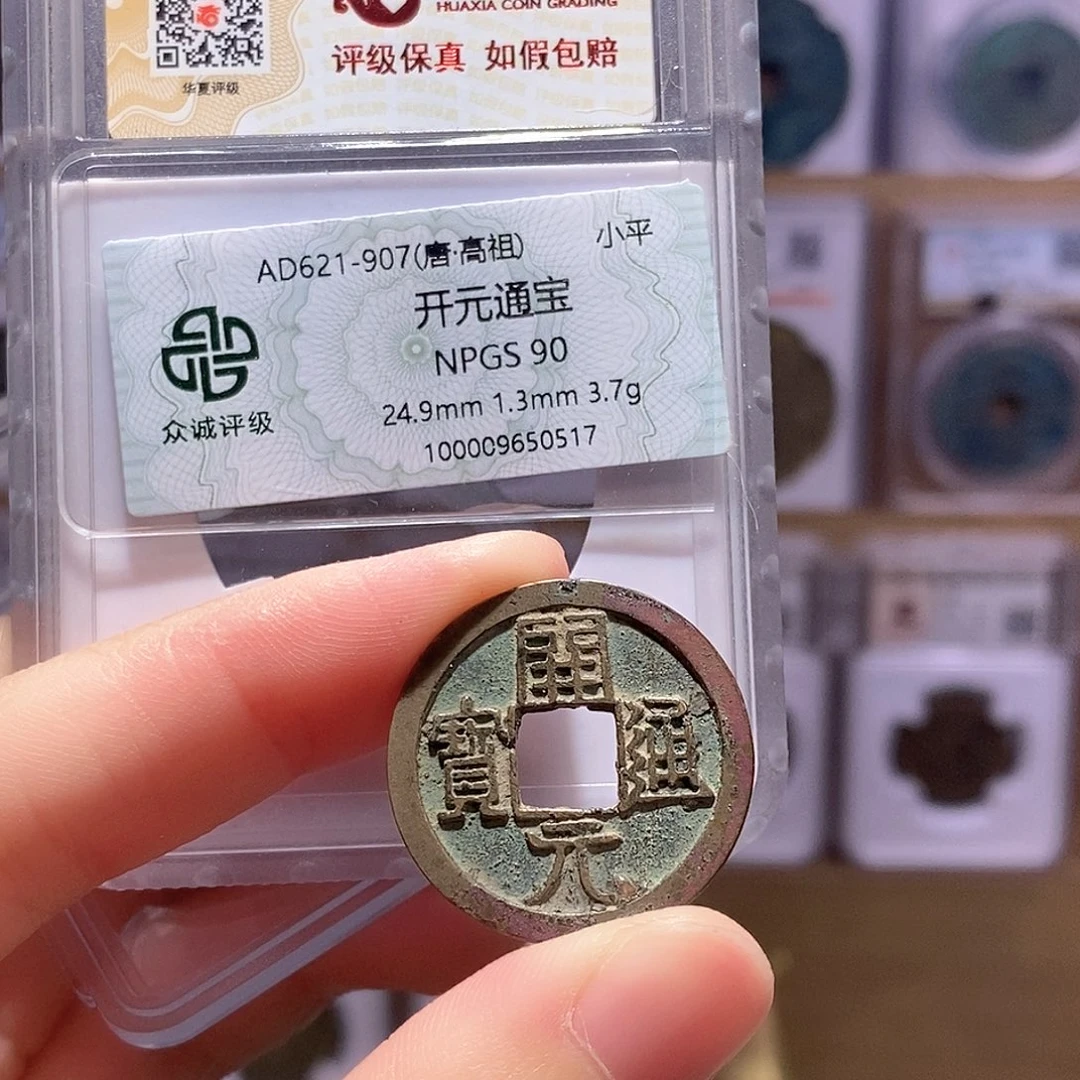 HUAXIA COIN GRADING
评级保真 如假包赔
华夏评级
AD621-907(唐·高祖) 小平
开元通宝
NPGS 90
24.9mm 1.3mm 3.7g
100009650517
众诚评级
開元通寳